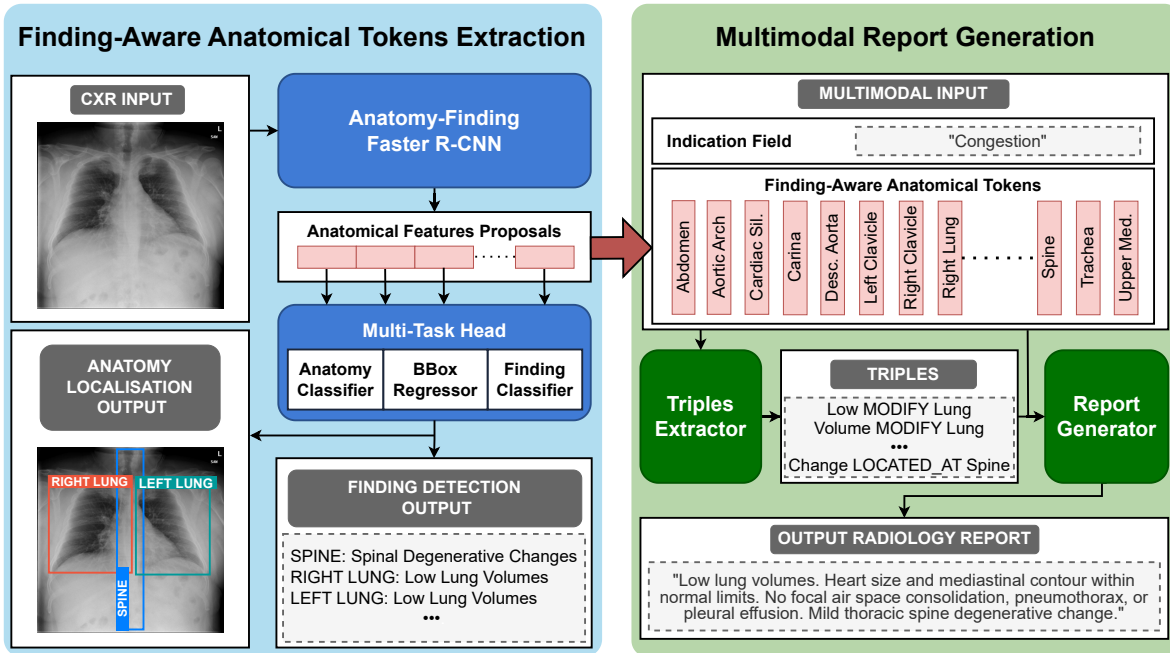 Finding-Aware Anatomical Tokens Extraction
CXR INPUT
L
Anatomy-Finding
Faster R-CNN
Anatomical Features Proposals
Multi-Task Head
Anatomy
Classifier
BBox
Regressor
Finding
Classifier
ANATOMY
LOCALISATION
OUTPUT
L
RIGHT LUNG
LEFT LUNG
SPINE
FINDING DETECTION
OUTPUT
SPINE: Spinal Degenerative Changes
RIGHT LUNG: Low Lung Volumes
LEFT LUNG: Low Lung Volumes
•••
Multimodal Report Generation
MULTIMODAL INPUT
Indication Field
"Congestion"
Finding-Aware Anatomical Tokens
Abdomen
Aortic Arch
Cardiac Sil.
Carina
Desc. Aorta
Left Clavicle
Right Clavicle
Right Lung
Spine
Trachea
Upper Med.
Triples
Extractor
TRIPLES
Low MODIFY Lung
Volume MODIFY Lung
•••
Change LOCATED_AT Spine
Report
Generator
OUTPUT RADIOLOGY REPORT
"Low lung volumes. Heart size and mediastinal contour within
normal limits. No focal air space consolidation, pneumothorax, or
pleural effusion. Mild thoracic spine degenerative change."